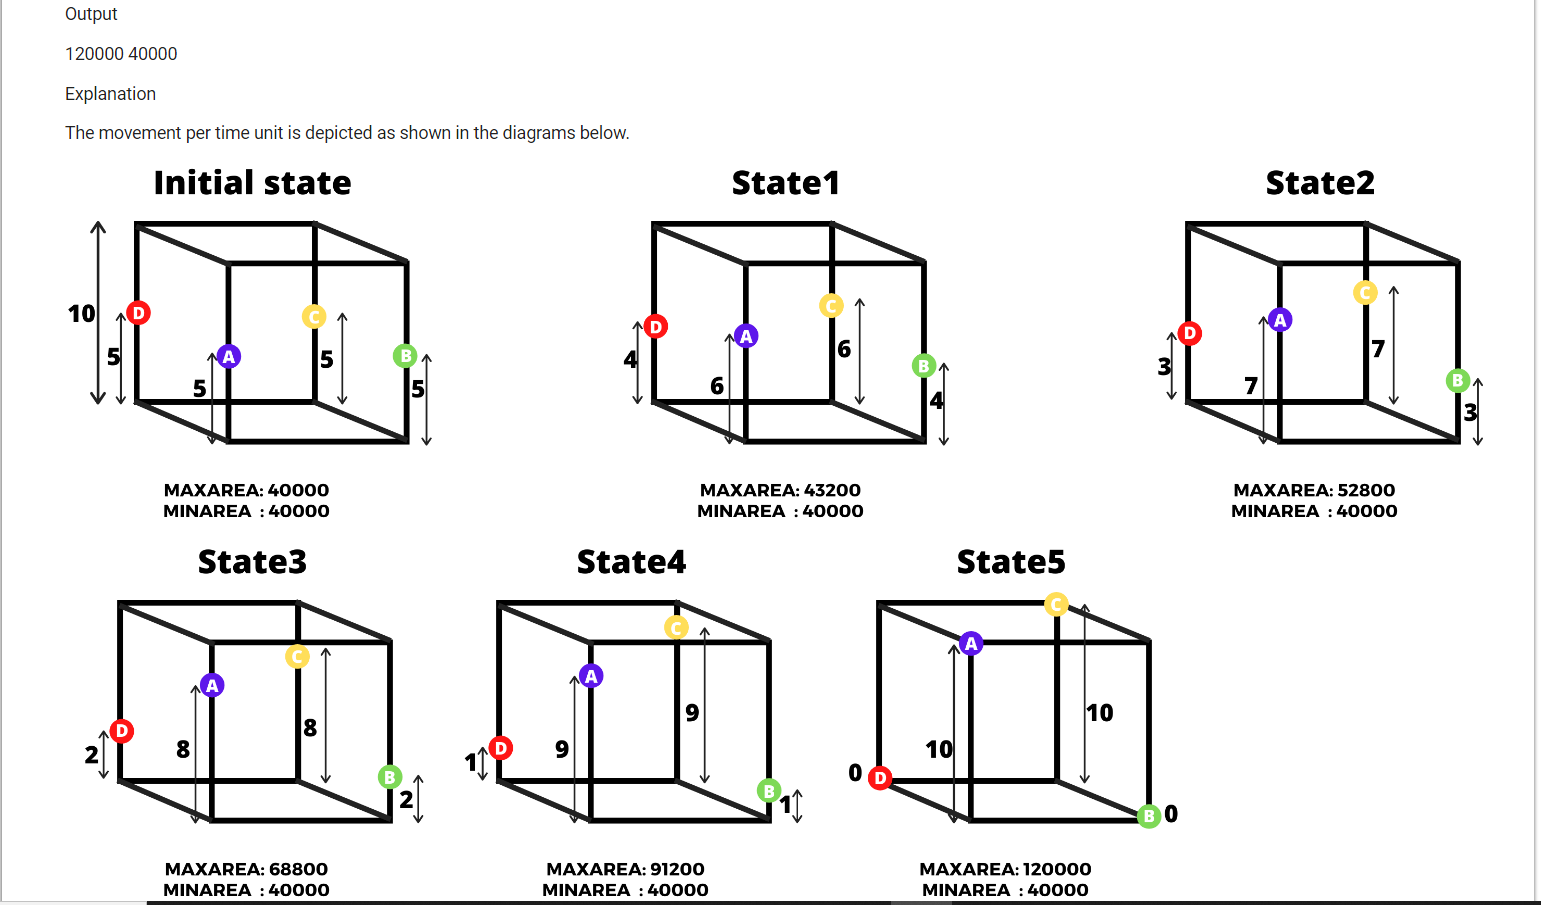 Output
120000 40000
Explanation
The movement per time unit is depicted as shown in the diagrams below.
Initial state
10
D
5
A
5
C
5
B
5
MAXAREA: 40000
MINAREA : 40000
State1
D
4
A
6
C
6
B
4
MAXAREA: 43200
MINAREA : 40000
State2
D
3
A
7
C
7
B
3
MAXAREA: 52800
MINAREA : 40000
State3
D
2
A
8
C
8
B
2
MAXAREA: 68800
MINAREA : 40000
State4
D
1
A
9
C
9
B
1
MAXAREA: 91200
MINAREA : 40000
State5
0 D
A
10
C
10
B 0
MAXAREA: 120000
MINAREA : 40000